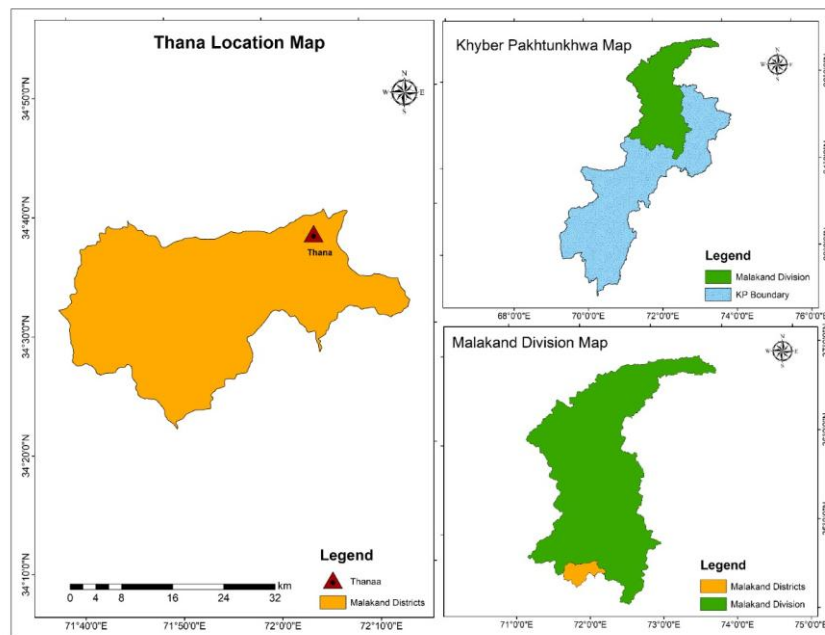 Thana Location Map
N
W E
S
34°50'0"N
34°40'0"N
34°30'0"N
34°20'0"N
34°10'0"N
Thana
Legend
Thanaa
Malakand Districts
0 2 4 8 16 24 32
km
71°40'0"E 71°50'0"E 72°0'0"E 72°10'0"E
Khyber Pakhtunkhwa Map
N
W E
S
Legend
Malakand Division
KP Boundary
68°0'0"E 70°0'0"E 72°0'0"E 74°0'0"E 76°0'0"E
Malakand Division Map
N
W E
S
Legend
Malakand Districts
Malakand Division
71°0'0"E 72°0'0"E 73°0'0"E 74°0'0"E 75°0'0"E